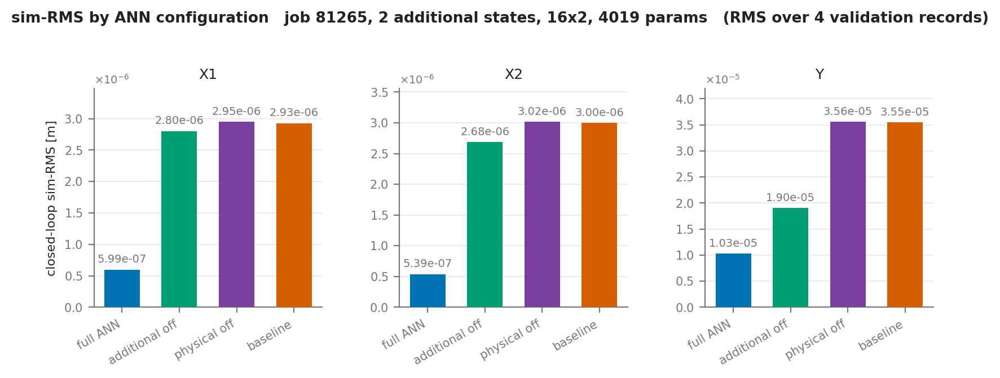 sim-RMS by ANN configuration   job 81265, 2 additional states, 16x2, 4019 params   (RMS over 4 validation records)
X1
×10⁻⁶
closed-loop sim-RMS [m]
3.0
2.5
2.0
1.5
1.0
0.5
0.0
5.99e-07
2.80e-06
2.95e-06
2.93e-06
full ANN
additional off
physical off
baseline
X2
×10⁻⁶
3.5
3.0
2.5
2.0
1.5
1.0
0.5
0.0
5.39e-07
2.68e-06
3.02e-06
3.00e-06
full ANN
additional off
physical off
baseline
Y
×10⁻⁵
4.0
3.5
3.0
2.5
2.0
1.5
1.0
0.5
0.0
1.03e-05
1.90e-05
3.56e-05
3.55e-05
full ANN
additional off
physical off
baseline